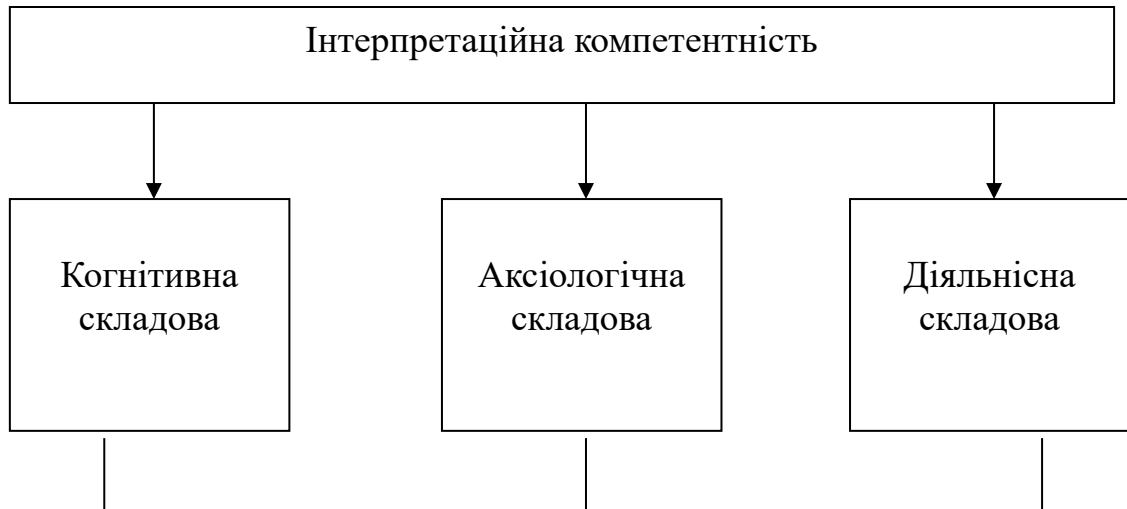 Інтерпретаційна компетентність
Когнітивна
складова
Аксіологічна
складова
Діяльнісна
складова